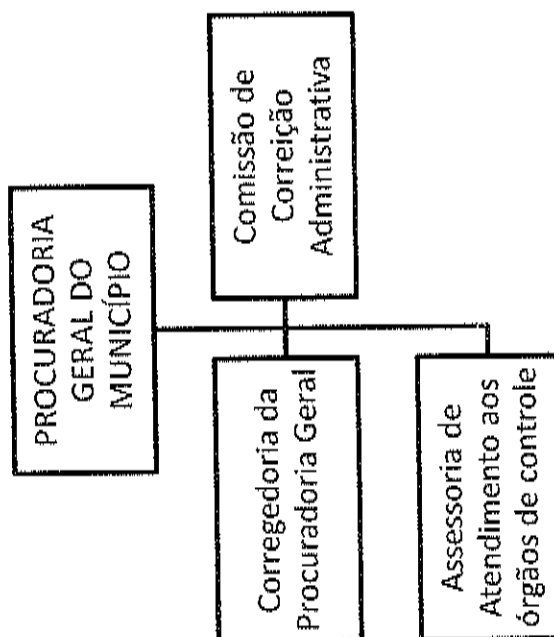 PROCURADORIA
GERAL DO
MUNICÍPIO
Corregedoria da
Procuradoria Geral
Comissão de
Correição
Administrativa
Assessoria de
Atendimento aos
órgãos de controle